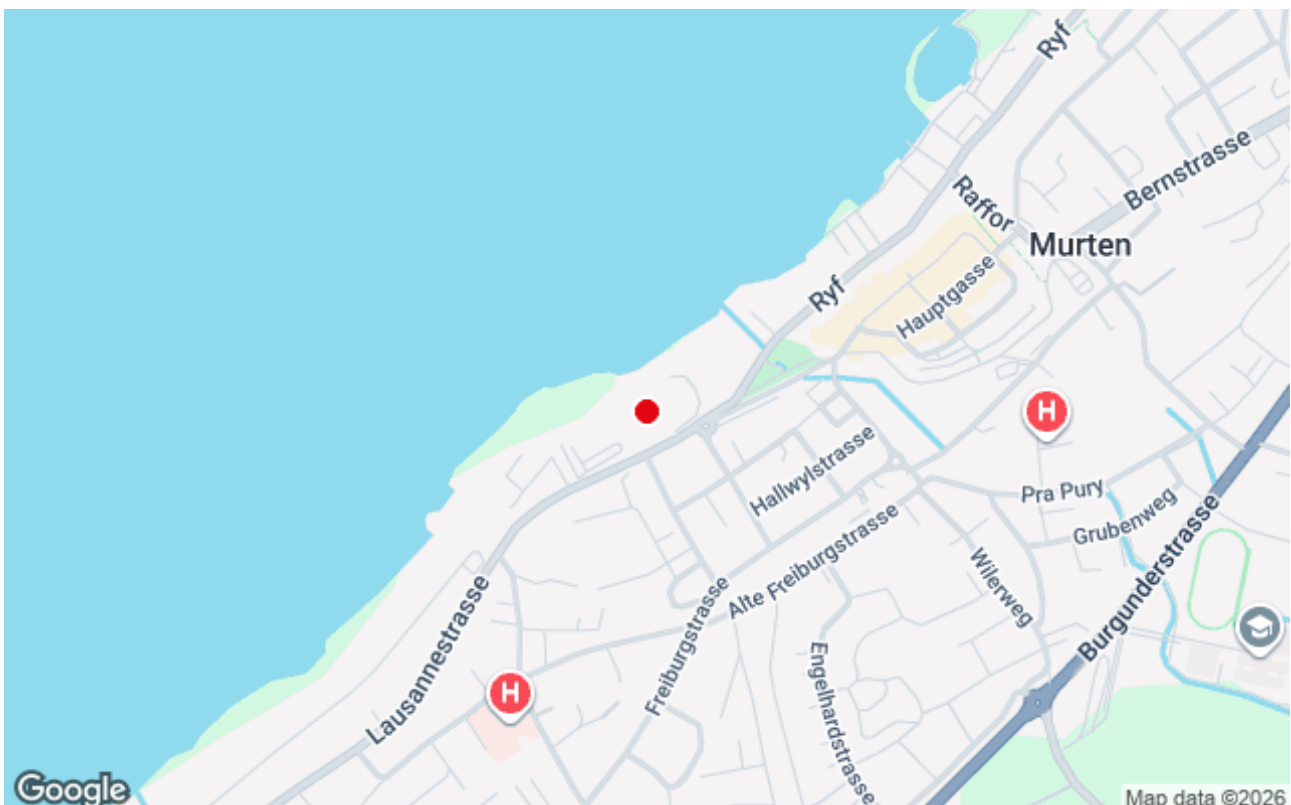 Ryf
Bernstrasse
Raffor
Murten
Ryf
Hauptgasse
H
Hallwylstrasse
Pra Pury
Grubenweg
Alte Freiburgstrasse
Wilerweg
Burgunderstrasse
Lausannestrasse
Freiburgstrasse
Engelhardstrasse
H
Google
Map data ©2026